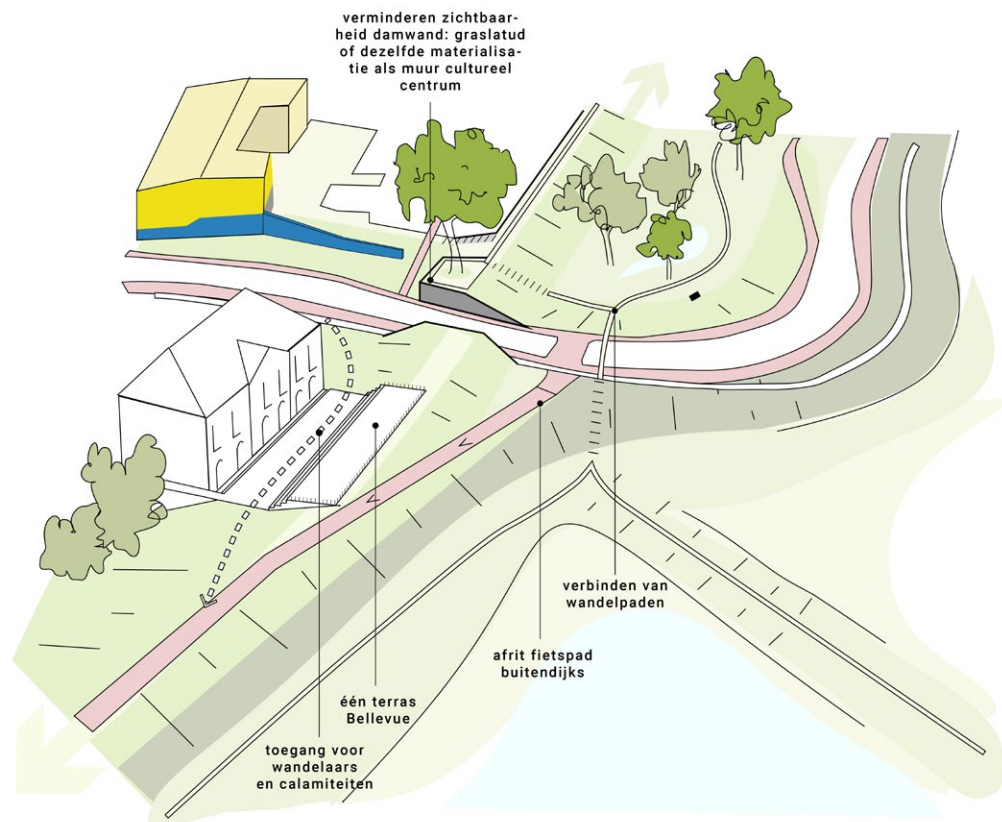 verminderen zichtbaar-
heid damwand: graslatud
of dezelfde materialisa-
tie als muur cultureel
centrum
verbinden van
wandelpaden
afrit fietspad
buitendijks
één terras
Bellevue
toegang voor
wandelaars
en calamiteiten